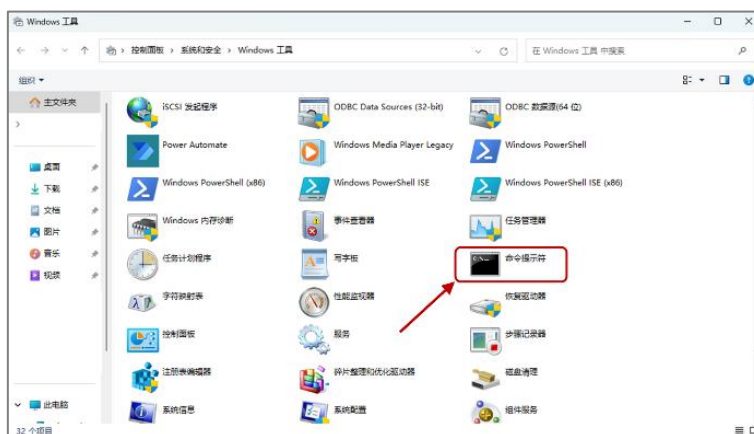 Windows 工具
控制面板 › 系统和安全 › Windows 工具
在 Windows 工具 中搜索
组织
主文件夹
桌面
下载
文档
图片
音乐
视频
此电脑
iSCSI 发起程序
ODBC Data Sources (32-bit)
ODBC 数据源(64 位)
Power Automate
Windows Media Player Legacy
Windows PowerShell
Windows PowerShell (x86)
Windows PowerShell ISE
Windows PowerShell ISE (x86)
Windows 内存诊断
事件查看器
任务管理器
任务计划程序
写字板
命令提示符
字符映射表
性能监视器
恢复驱动器
控制面板
服务
步骤记录器
注册表编辑器
碎片整理和优化驱动器
磁盘清理
系统信息
系统配置
组件服务
32 个项目